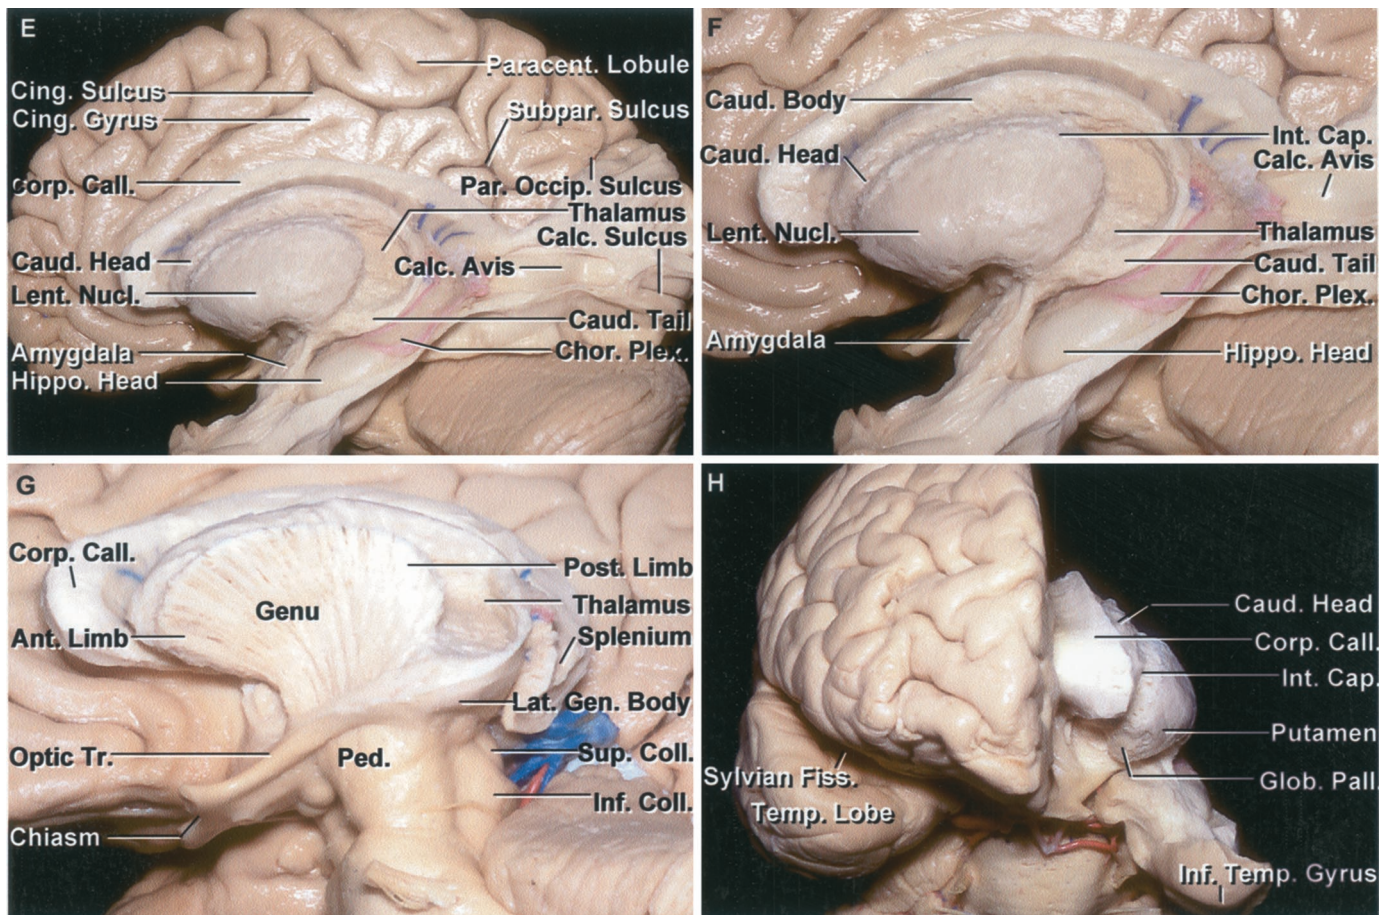 E
Paracent. Lobule
Cing. Sulcus
Subpar. Sulcus
Cing. Gyrus
corp. Call.
Par. Occip. Sulcus
Thalamus
Calc. Sulcus
Caud. Head
Calc. Avis
Lent. Nucl.
Caud. Tail
Amygdala
Chor. Plex.
Hippo. Head
F
Caud. Body
Int. Cap.
Caud. Head
Calc. Avis
Lent. Nucl.
Thalamus
Caud. Tail
Chor. Plex.
Amygdala
Hippo. Head
G
Corp. Call.
Post. Limb
Genu
Thalamus
Ant. Limb
Splenium
Lat. Gen. Body
Optic Tr.
Ped.
Sup. Coll.
Inf. Coll.
Chiasm
H
Caud. Head
Corp. Call.
Int. Cap.
Putamen
Sylvian Fiss.
Glob. Pall.
Temp. Lobe
Inf. Temp. Gyrus